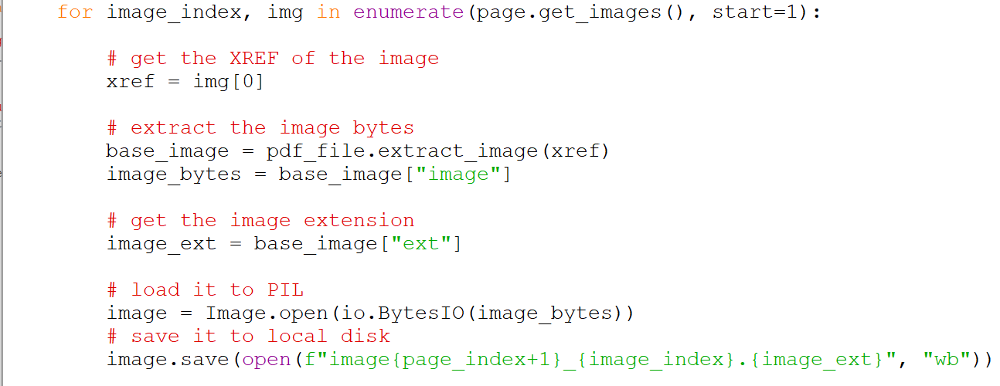 for image_index, img in enumerate(page.get_images(), start=1):
# get the XREF of the image
xref = img[0]
# extract the image bytes
base_image = pdf_file.extract_image(xref)
image_bytes = base_image["image"]
# get the image extension
image_ext = base_image["ext"]
# load it to PIL
image = Image.open(io.BytesIO(image_bytes))
# save it to local disk
image.save(open(f"image{page_index+1}_{image_index}.{image_ext}", "wb"))